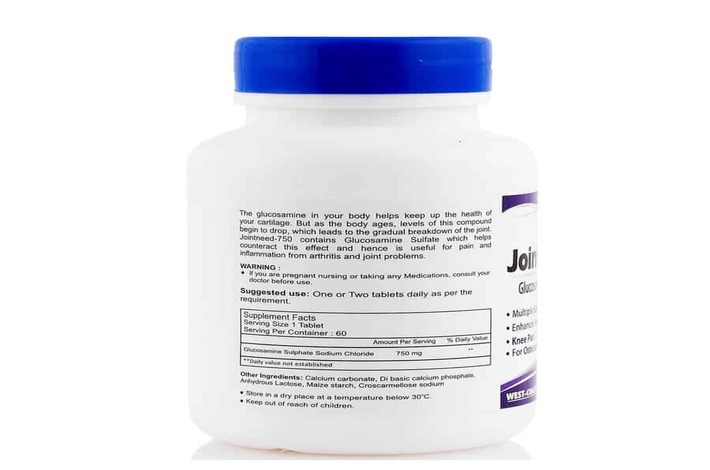 The glucosamine in your body helps keep up the health of
your cartilage. But as the body ages, levels of this compound
begin to drop, which leads to the gradual breakdown of the joint.
Jointneed-750 contains Glucosamine Sulfate which helps
counteract this effect and hence is useful for pain and
inflammation from arthritis and joint problems.
WARNING :
• If you are pregnant nursing or taking any Medications, consult your
doctor before use.
Suggested use: One or Two tablets daily as per the
requirement.
Supplement Facts
Serving Size 1 Tablet
Serving Per Container : 60
Amount Per Serving % Daily Value
Glucosamine Sulphate Sodium Chloride 750 mg **
**Daily value not established
Other Ingredients: Calcium carbonate, Di basic calcium phosphate,
Anhydrous Lactose, Maize starch, Croscarmellose sodium
• Store in a dry place at a temperature below 30°C.
• Keep out of reach of children.
• Multiple
• Knee Pain
• For